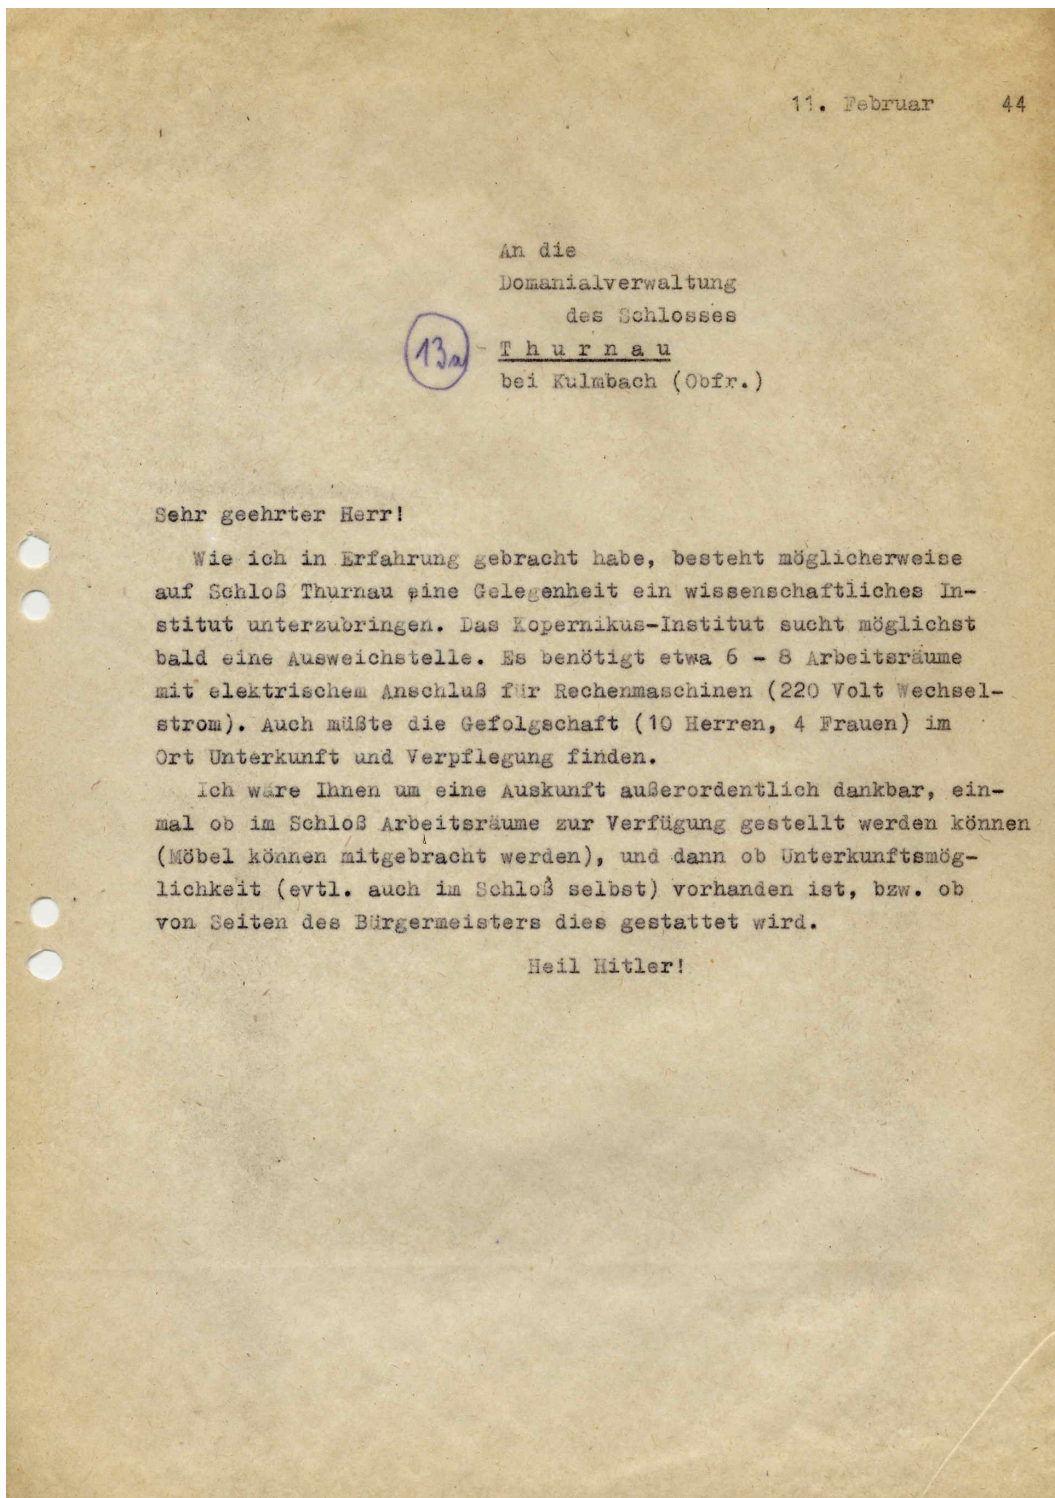 11. Februar 44
An die
Domanialverwaltung
des Schlosses
13a
Thurnau
bei Kulmbach (Obfr.)
Sehr geehrter Herr!
Wie ich in Erfahrung gebracht habe, besteht möglicherweise
auf Schloß Thurnau eine Gelegenheit ein wissenschaftliches In-
stitut unterzubringen. Das Kopernikus-Institut sucht möglichst
bald eine Ausweichstelle. Es benötigt etwa 6 - 8 Arbeitsräume
mit elektrischem Anschluß für Rechenmaschinen (220 Volt Wechsel-
strom). Auch müßte die Gefolgschaft (10 Herren, 4 Frauen) im
Ort Unterkunft und Verpflegung finden.
Ich wäre Ihnen um eine Auskunft außerordentlich dankbar, ein-
mal ob im Schloß Arbeitsräume zur Verfügung gestellt werden können
(Möbel können mitgebracht werden), und dann ob Unterkunftsmög-
lichkeit (evtl. auch im Schloß selbst) vorhanden ist, bzw. ob
von Seiten des Bürgermeisters dies gestattet wird.
Heil Hitler!